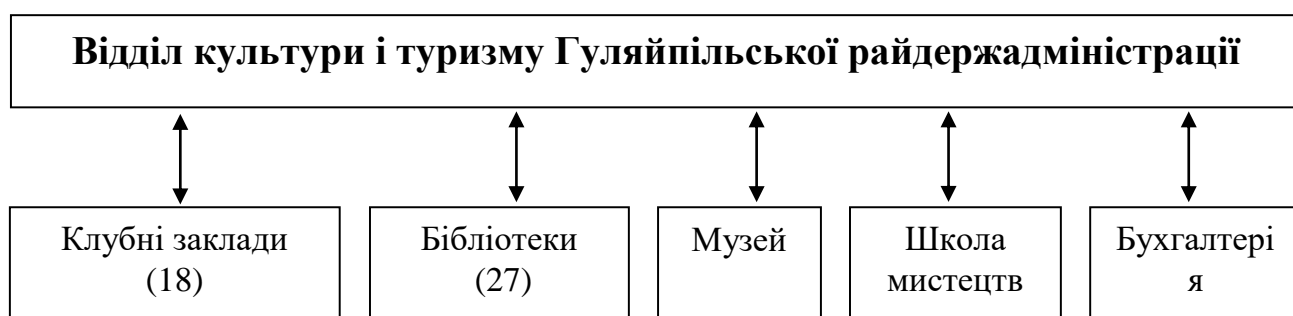 Відділ культури і туризму Гуляйпільської райдержадміністрації
Клубні заклади
(18)
Бібліотеки
(27)
Музей
Школа
мистецтв
Бухгалтері
я